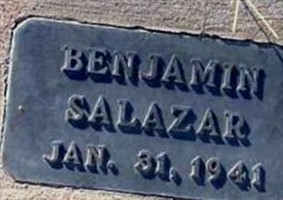 BENJAMIN
SALAZAR
JAN. 31, 1941